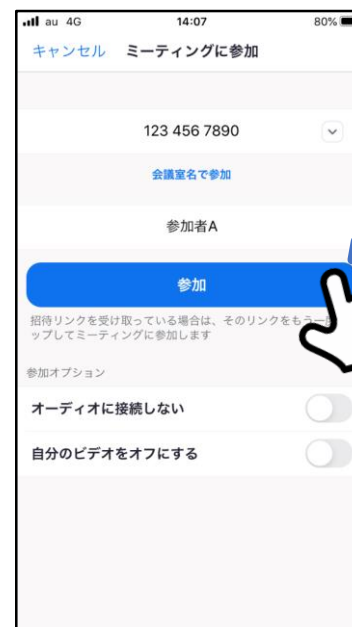 au 4G 14:07 80%
キャンセル ミーティングに参加
123 456 7890
会議室名で参加
参加者A
参加
招待リンクを受け取っている場合は、そのリンクをもう一
ップしてミーティングに参加します
参加オプション
オーディオに接続しない
自分のビデオをオフにする